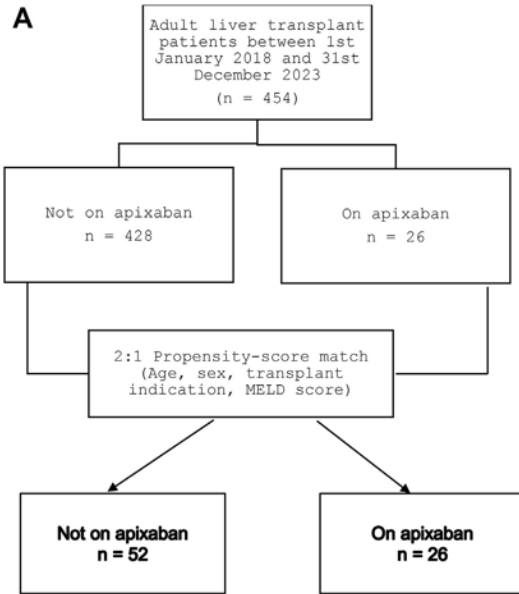 A
Adult liver transplant
patients between 1st
January 2018 and 31st
December 2023
(n = 454)
Not on apixaban
n = 428
On apixaban
n = 26
2:1 Propensity-score match
(Age, sex, transplant
indication, MELD score)
Not on apixaban
n = 52
On apixaban
n = 26